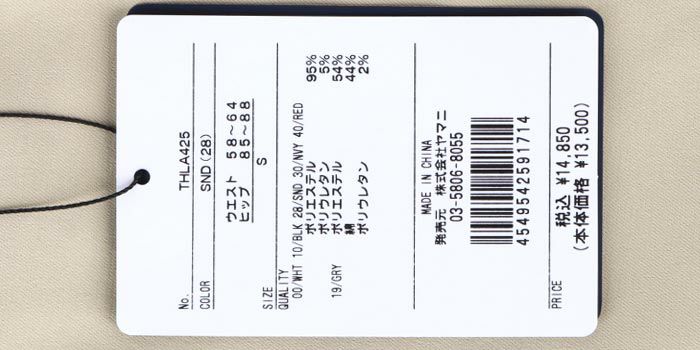 No. THLA425
COLOR SND (28)
ウエスト 58~64
ヒップ 85~88
SIZE S
QUALITY
00/WHT 10/BLK 28/SND 30/NVY 40/RED
ポリエステル 95%
ポリウレタン 5%
19/GRY ポリエステル 54%
綿 44%
ポリウレタン 2%
MADE IN CHINA
発売元 株式会社ヤマニ
03-5806-8055
4549542591714
PRICE 税込 ¥14,850
(本体価格 ¥13,500)